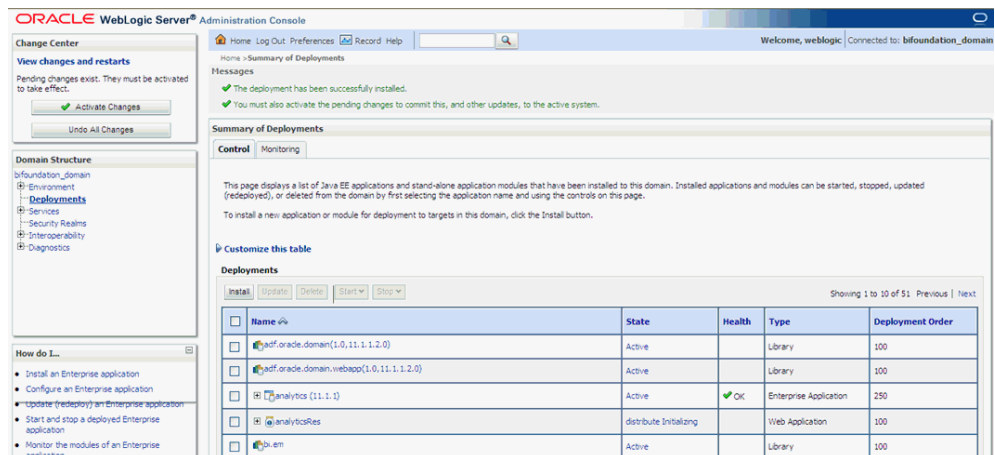 ORACLE WebLogic Server® Administration Console
Change Center
View changes and restarts
Pending changes exist. They must be activated
to take effect.
Activate Changes
Undo All Changes
Domain Structure
bifoundation_domain
Environment
Deployments
Services
Security Realms
Interoperability
Diagnostics
How do I...
Install an Enterprise application
Configure an Enterprise application
Update (redeploy) an Enterprise application
Start and stop a deployed Enterprise
application
Monitor the modules of an Enterprise
application
Home Log Out Preferences Record Help
Welcome, weblogic Connected to: bifoundation_domain
Home >Summary of Deployments
Messages
The deployment has been successfully installed.
You must also activate the pending changes to commit this, and other updates, to the active system.
Summary of Deployments
Control Monitoring
This page displays a list of Java EE applications and stand-alone application modules that have been installed to this domain. Installed applications and modules can be started, stopped, updated
(redeployed), or deleted from the domain by first selecting the application name and using the controls on this page.
To install a new application or module for deployment to targets in this domain, click the Install button.
Customize this table
Deployments
Install Update Delete Start Stop
Showing 1 to 10 of 51 Previous | Next
Name State Health Type Deployment Order
adf.oracle.domain(1.0,11.1.1.2.0) Active Library 100
adf.oracle.domain.webapp(1.0,11.1.1.2.0) Active Library 100
analytics (11.1.1) Active OK Enterprise Application 250
analyticsRes distribute Initializing Web Application 100
bi.em Active Library 100